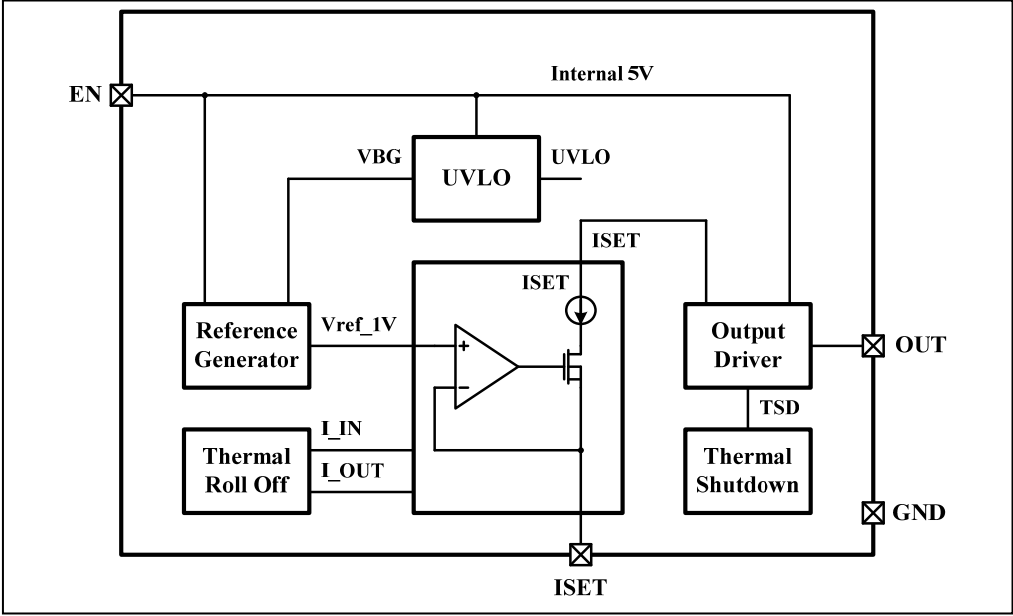 Internal 5V
EN
VBG
UVLO
UVLO
ISET
ISET
Reference
Generator
Vref_1V
+
−
Output
Driver
OUT
TSD
I_IN
I_OUT
Thermal
Roll Off
Thermal
Shutdown
GND
ISET